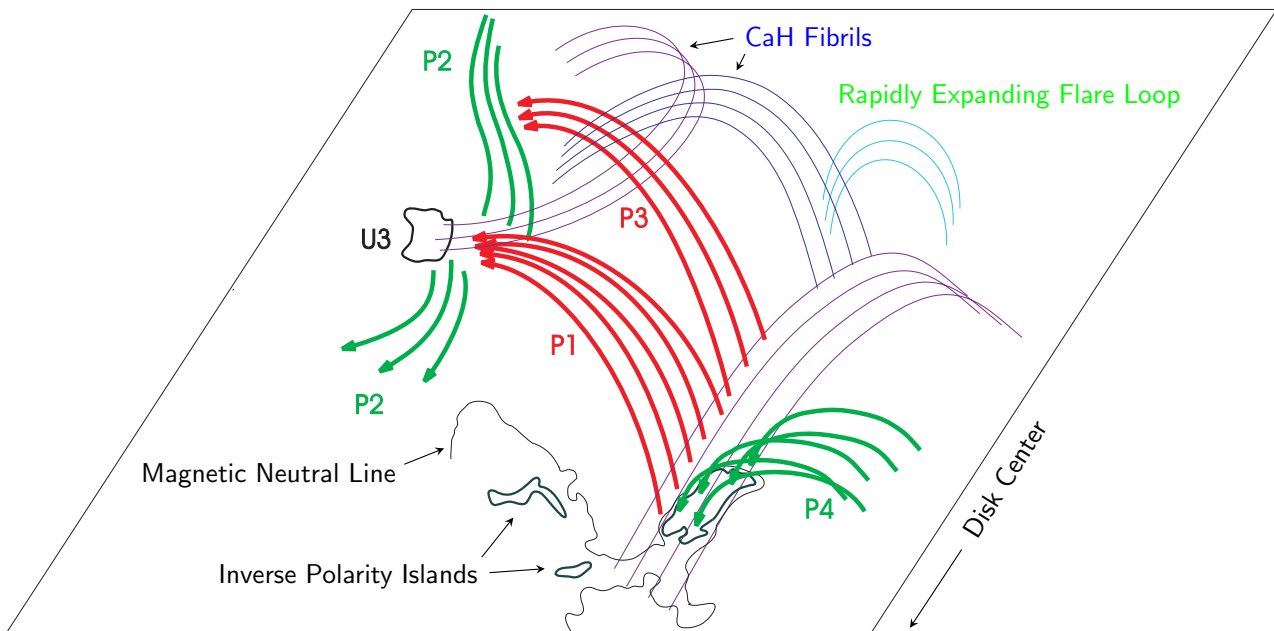 P2
CaH Fibrils
Rapidly Expanding Flare Loop
P3
U3
P1
P2
Magnetic Neutral Line
P4
Disk Center
Inverse Polarity Islands